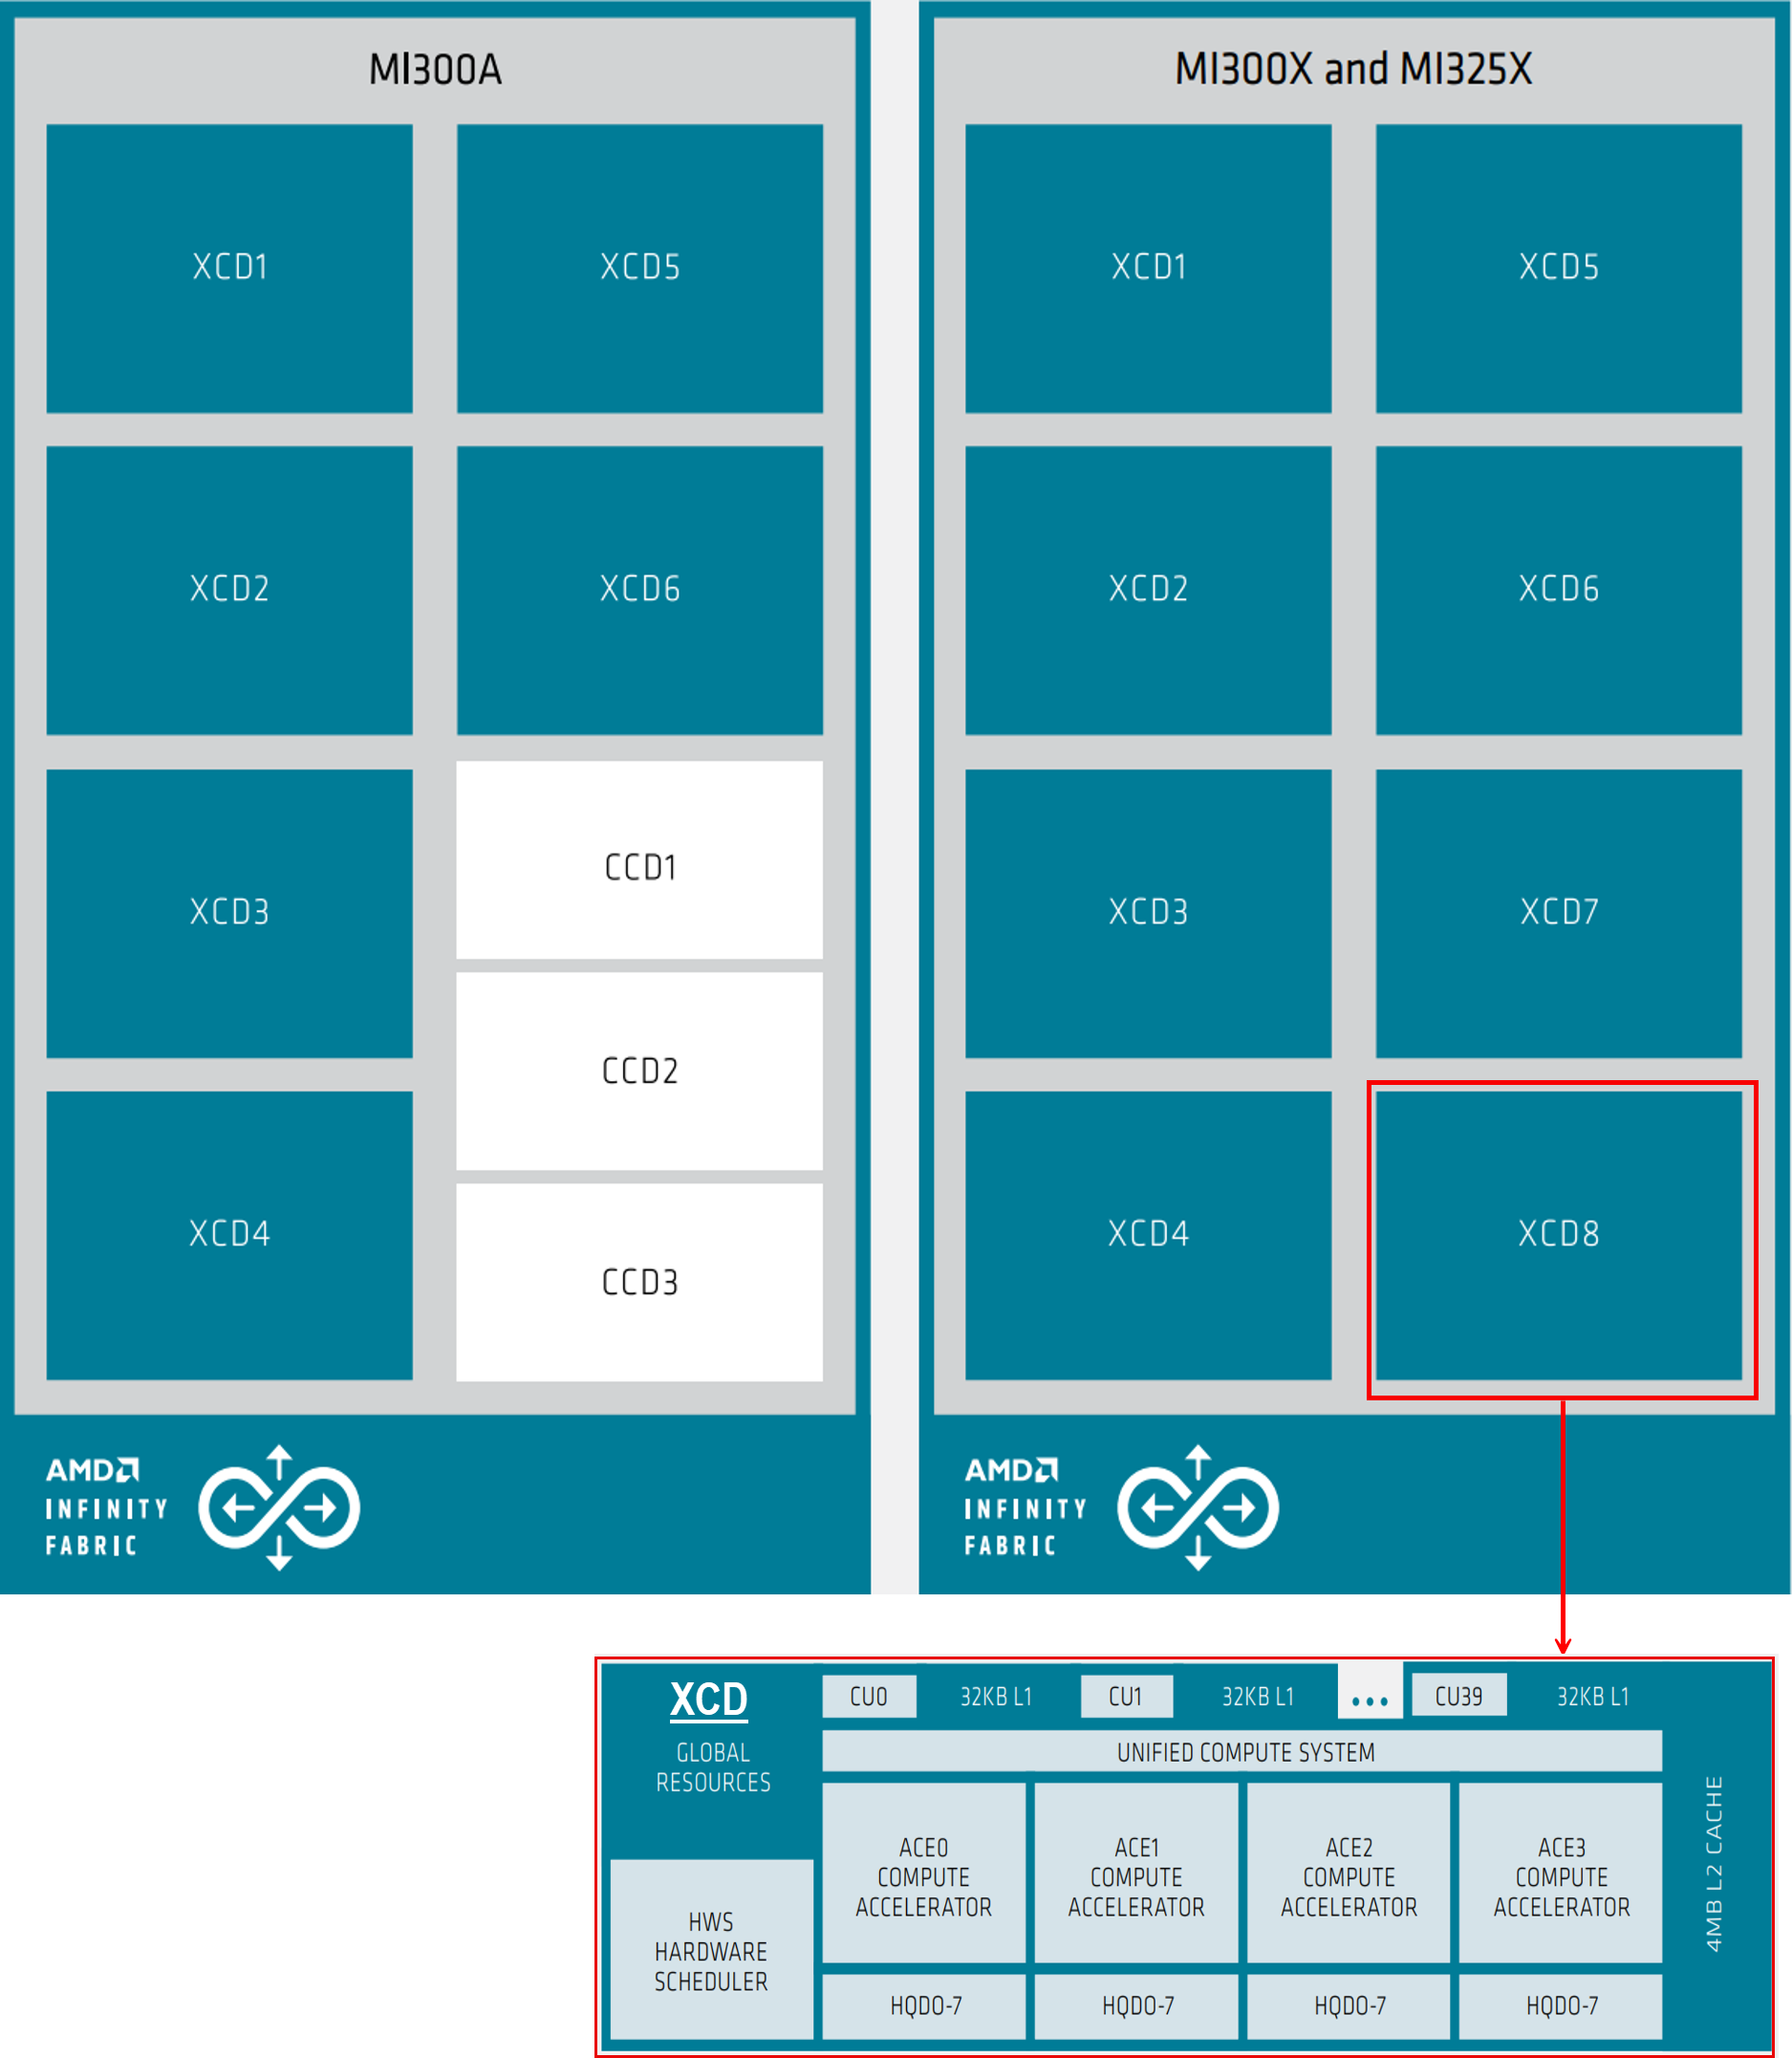 MI300A
XCD1
XCD5
XCD2
XCD6
XCD3
CCD1
CCD2
XCD4
CCD3
AMD
INFINITY
FABRIC
MI300X and MI325X
XCD1
XCD5
XCD2
XCD6
XCD3
XCD7
XCD4
XCD8
AMD
INFINITY
FABRIC
XCD
GLOBAL
RESOURCES
HWS
HARDWARE
SCHEDULER
CU0 32KB L1 CU1 32KB L1 ... CU39 32KB L1
UNIFIED COMPUTE SYSTEM
ACE0
COMPUTE
ACCELERATOR
ACE1
COMPUTE
ACCELERATOR
ACE2
COMPUTE
ACCELERATOR
ACE3
COMPUTE
ACCELERATOR
HQD0-7
HQD0-7
HQD0-7
HQD0-7
4MB L2 CACHE